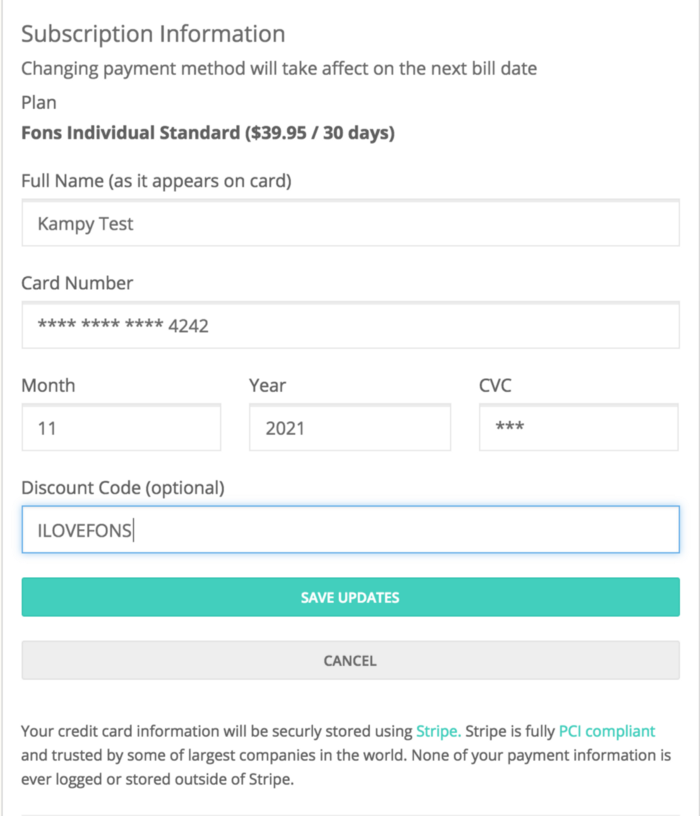 Subscription Information
Changing payment method will take affect on the next bill date
Plan
Fons Individual Standard ($39.95 / 30 days)
Full Name (as it appears on card)
Kampy Test
Card Number
**** **** **** 4242
Month Year CVC
11 2021 ***
Discount Code (optional)
ILOVEFONS
SAVE UPDATES
CANCEL
Your credit card information will be securly stored using Stripe. Stripe is fully PCI compliant
and trusted by some of largest companies in the world. None of your payment information is
ever logged or stored outside of Stripe.